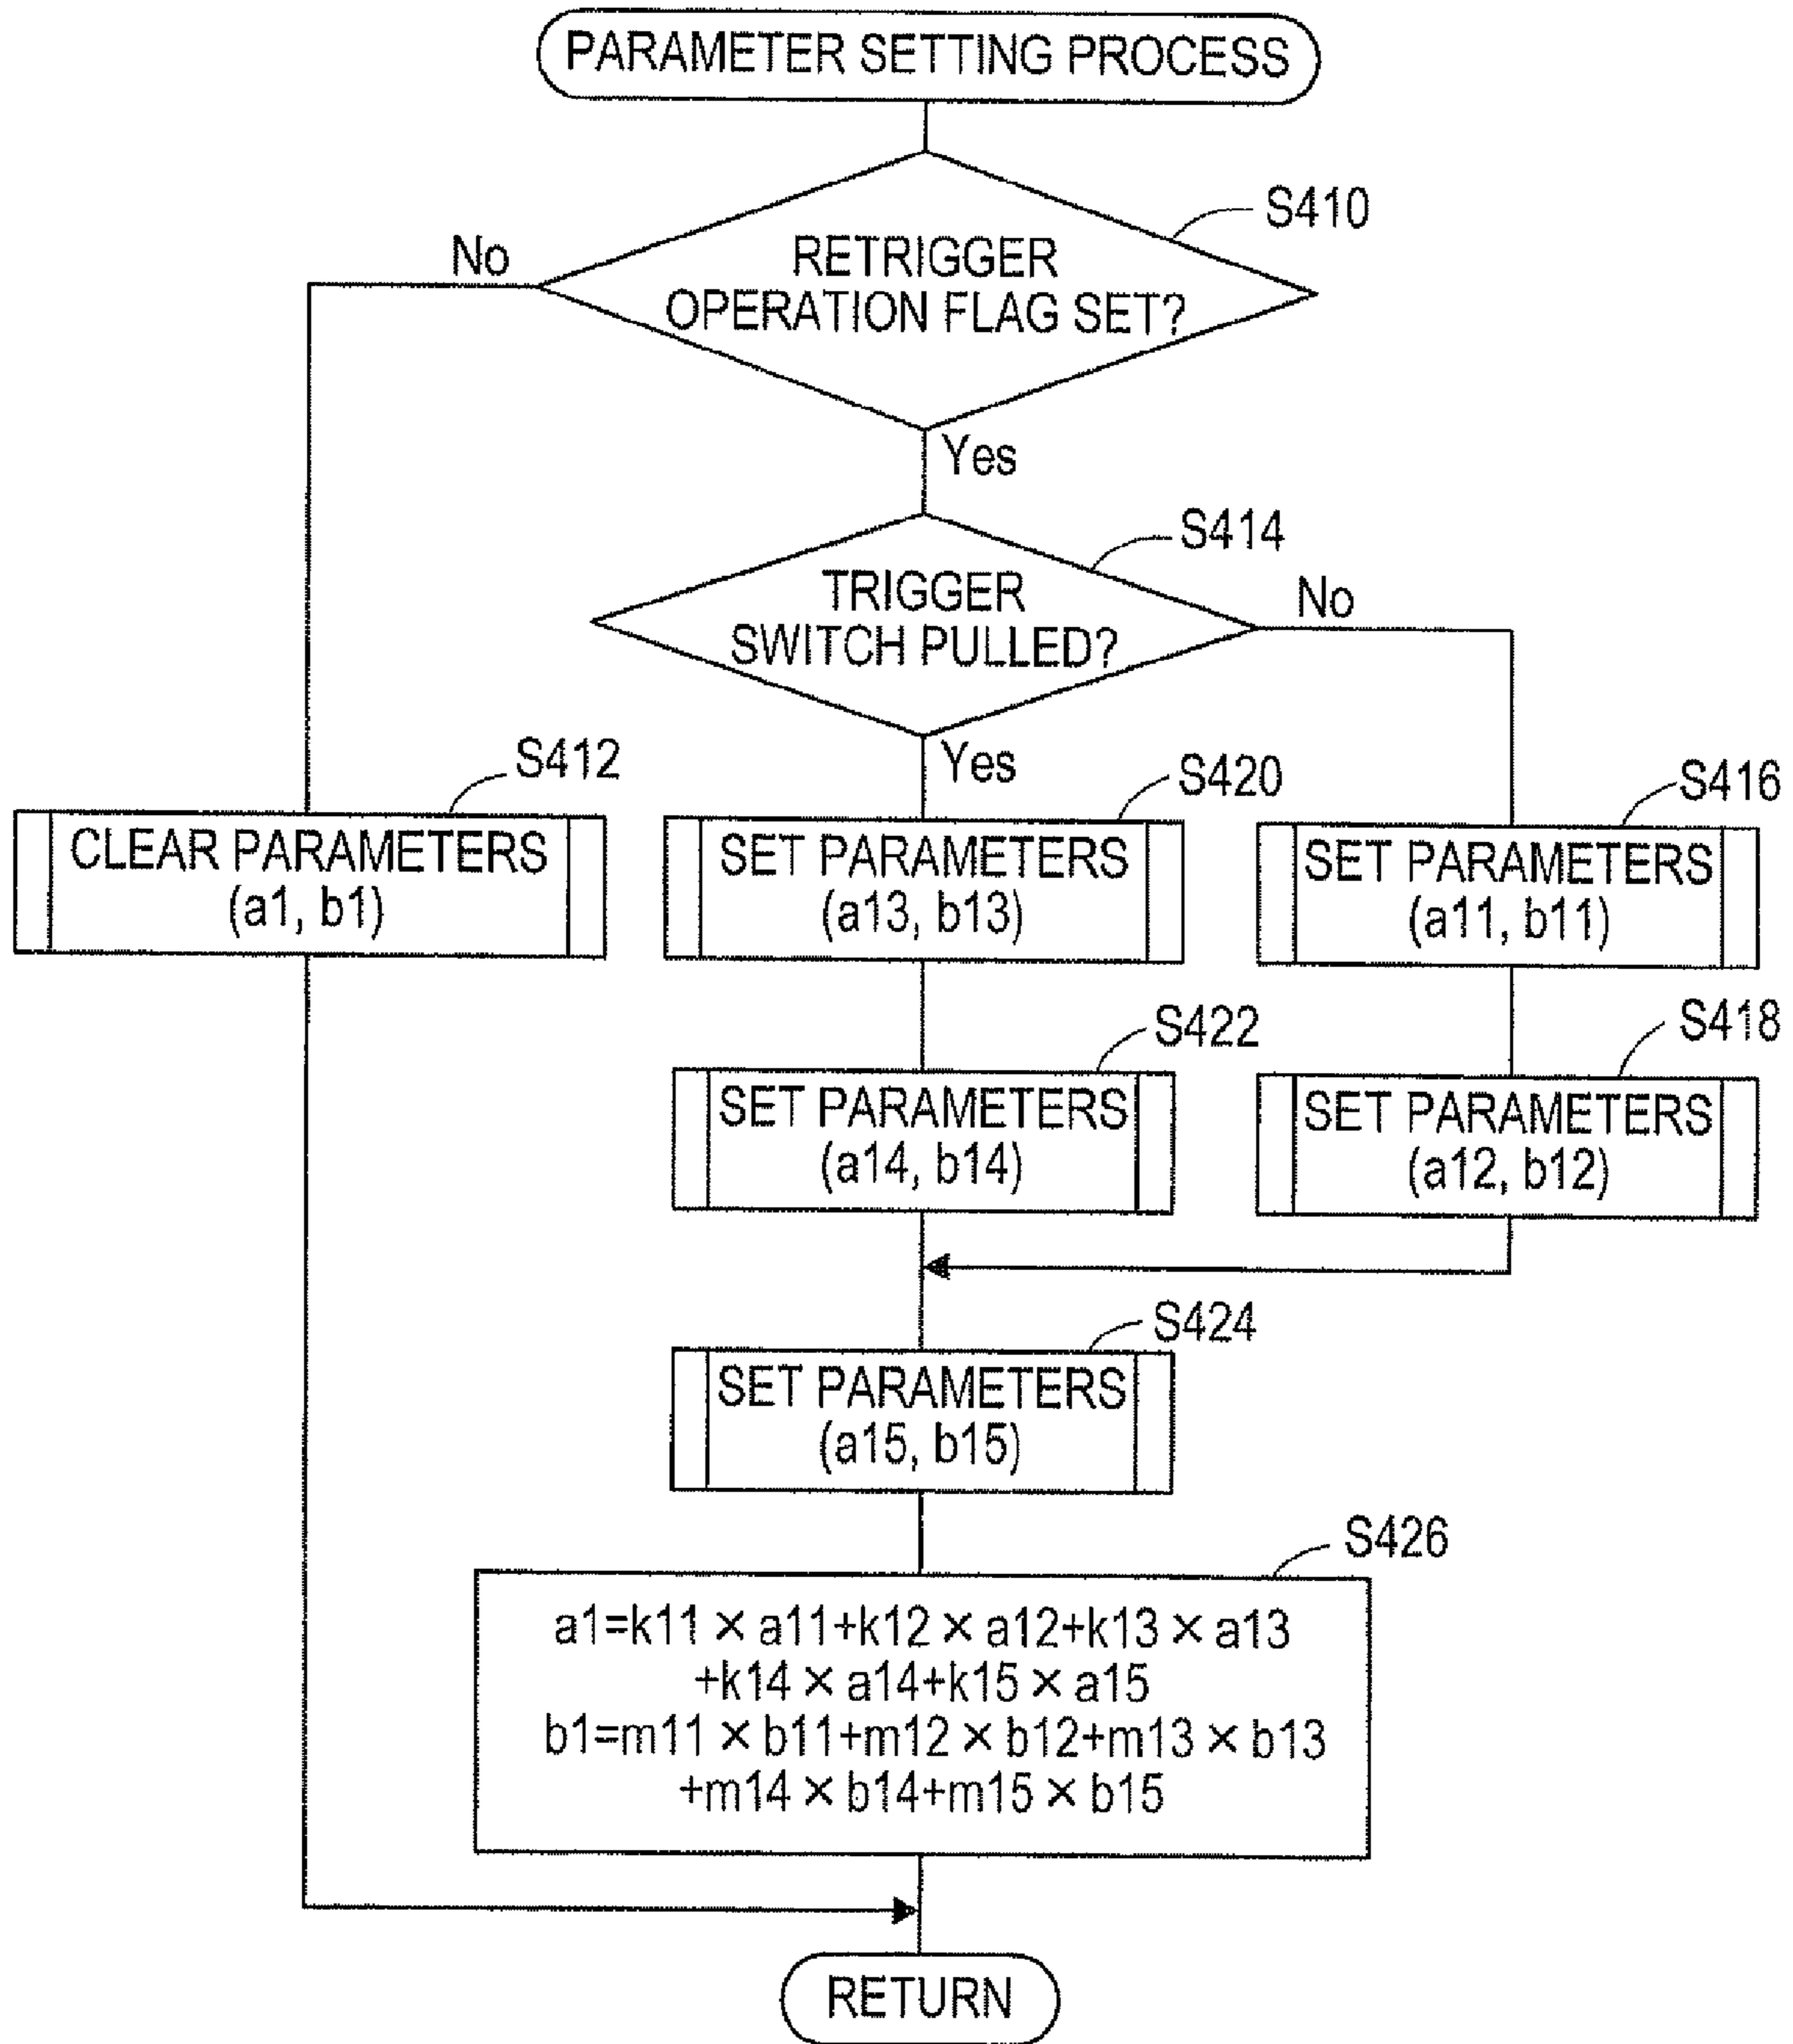 PARAMETER SETTING PROCESS
S410
No
RETRIGGER
OPERATION FLAG SET?
Yes
S414
TRIGGER
SWITCH PULLED?
No
Yes
S412
CLEAR PARAMETERS
(a1, b1)
S420
SET PARAMETERS
(a13, b13)
S416
SET PARAMETERS
(a11, b11)
S422
SET PARAMETERS
(a14, b14)
S418
SET PARAMETERS
(a12, b12)
S424
SET PARAMETERS
(a15, b15)
S426
a1=k11 × a11+k12 × a12+k13 × a13
+k14 × a14+k15 × a15
b1=m11 × b11+m12 × b12+m13 × b13
+m14 × b14+m15 × b15
RETURN